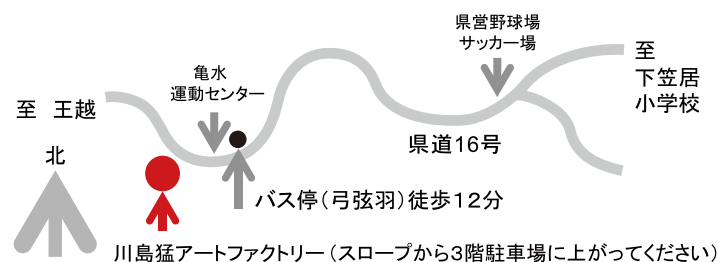 県営野球場
サッカー場
至
下笠居
小学校
亀水
運動センター
至 王越
県道16号
北
バス停(弓弦羽)徒歩12分
川島猛アートファクトリー(スロープから3階駐車場に上がってください)